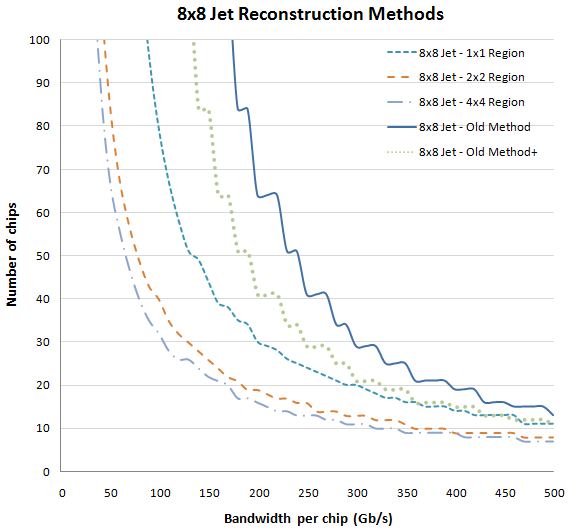 8x8 Jet Reconstruction Methods
8x8 Jet - 1x1 Region
8x8 Jet - 2x2 Region
8x8 Jet - 4x4 Region
8x8 Jet - Old Method
8x8 Jet - Old Method+
Number of chips
100
90
80
70
60
50
40
30
20
10
0
0 50 100 150 200 250 300 350 400 450 500
Bandwidth per chip (Gb/s)